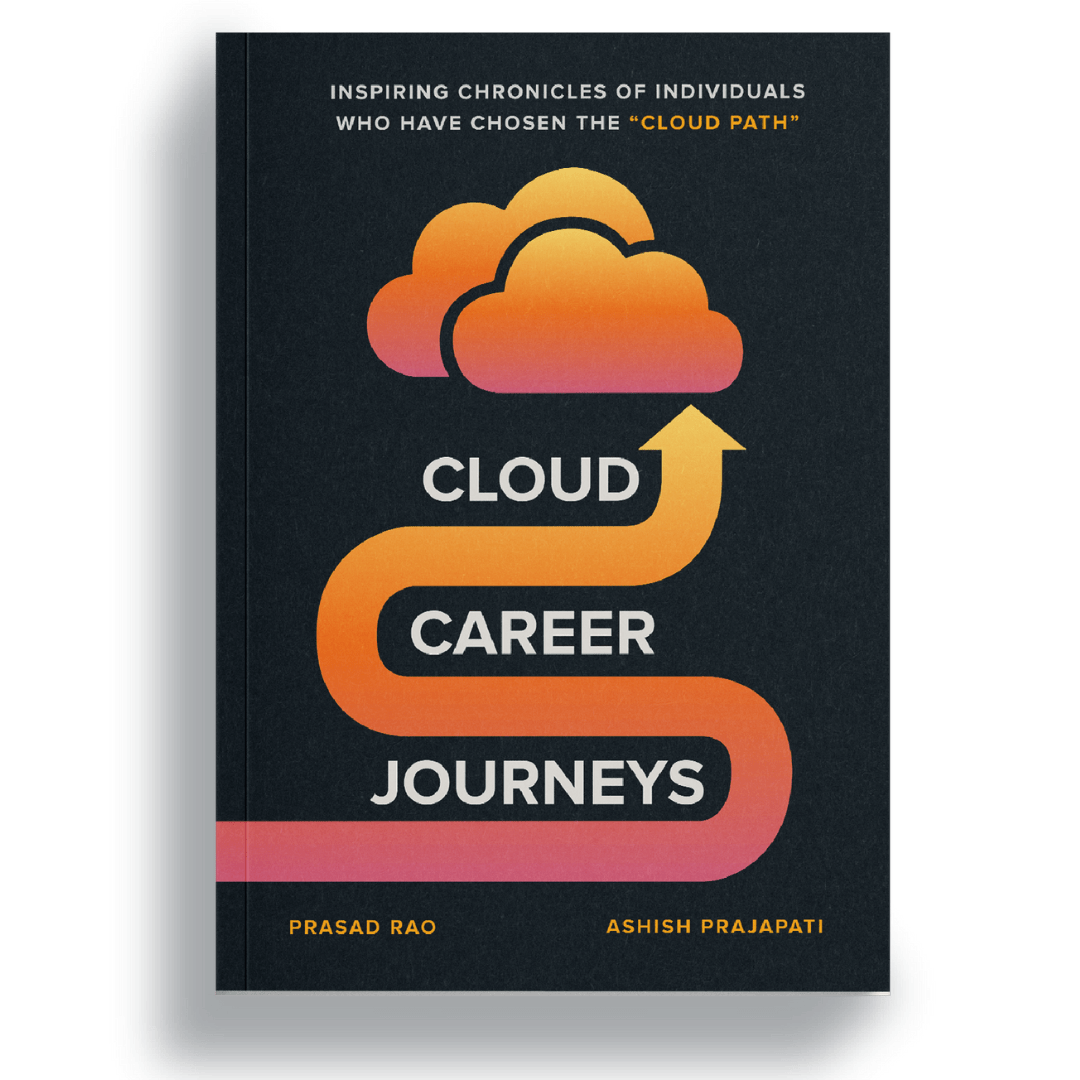 INSPIRING CHRONICLES OF INDIVIDUALS
WHO HAVE CHOSEN THE “CLOUD PATH”
CLOUD
CAREER
JOURNEYS
PRASAD RAO
ASHISH PRAJAPATI